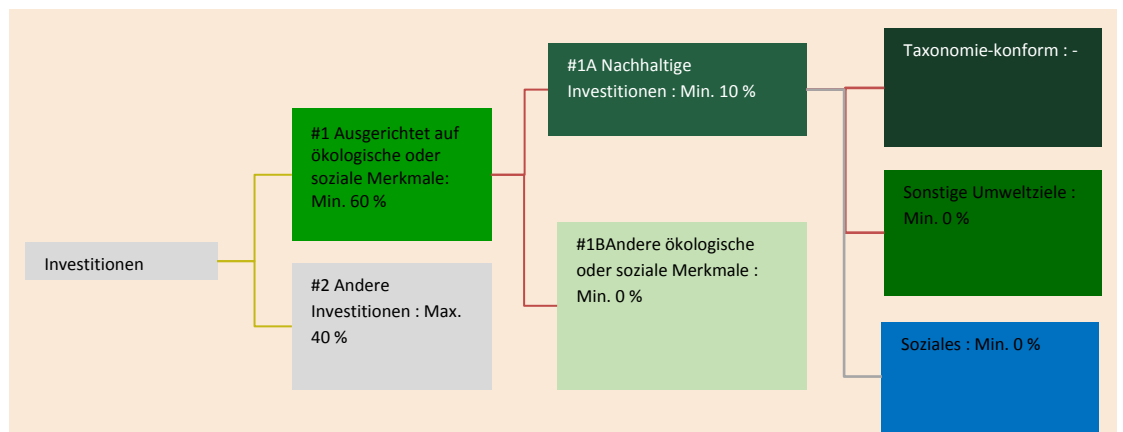 Investitionen
#1 Ausgerichtet auf
ökologische oder
soziale Merkmale:
Min. 60 %
#2 Andere
Investitionen : Max.
40 %
#1A Nachhaltige
Investitionen : Min. 10 %
#1BAndere ökologische
oder soziale Merkmale :
Min. 0 %
Taxonomie-konform : -
Sonstige Umweltziele :
Min. 0 %
Soziales : Min. 0 %